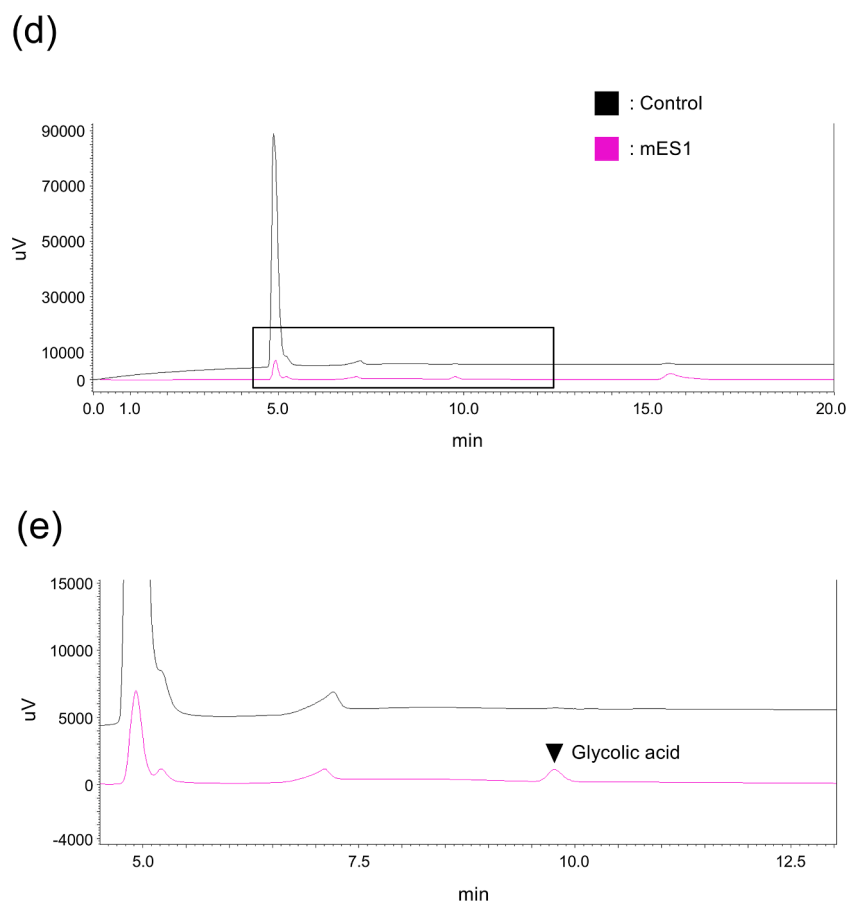 (d)
: Control
: mES1
90000
70000
50000
30000
10000
0
uV
0.0 1.0 5.0 10.0 15.0 20.0
min
(e)
15000
10000
5000
0
-4000
uV
Glycolic acid
5.0 7.5 10.0 12.5
min